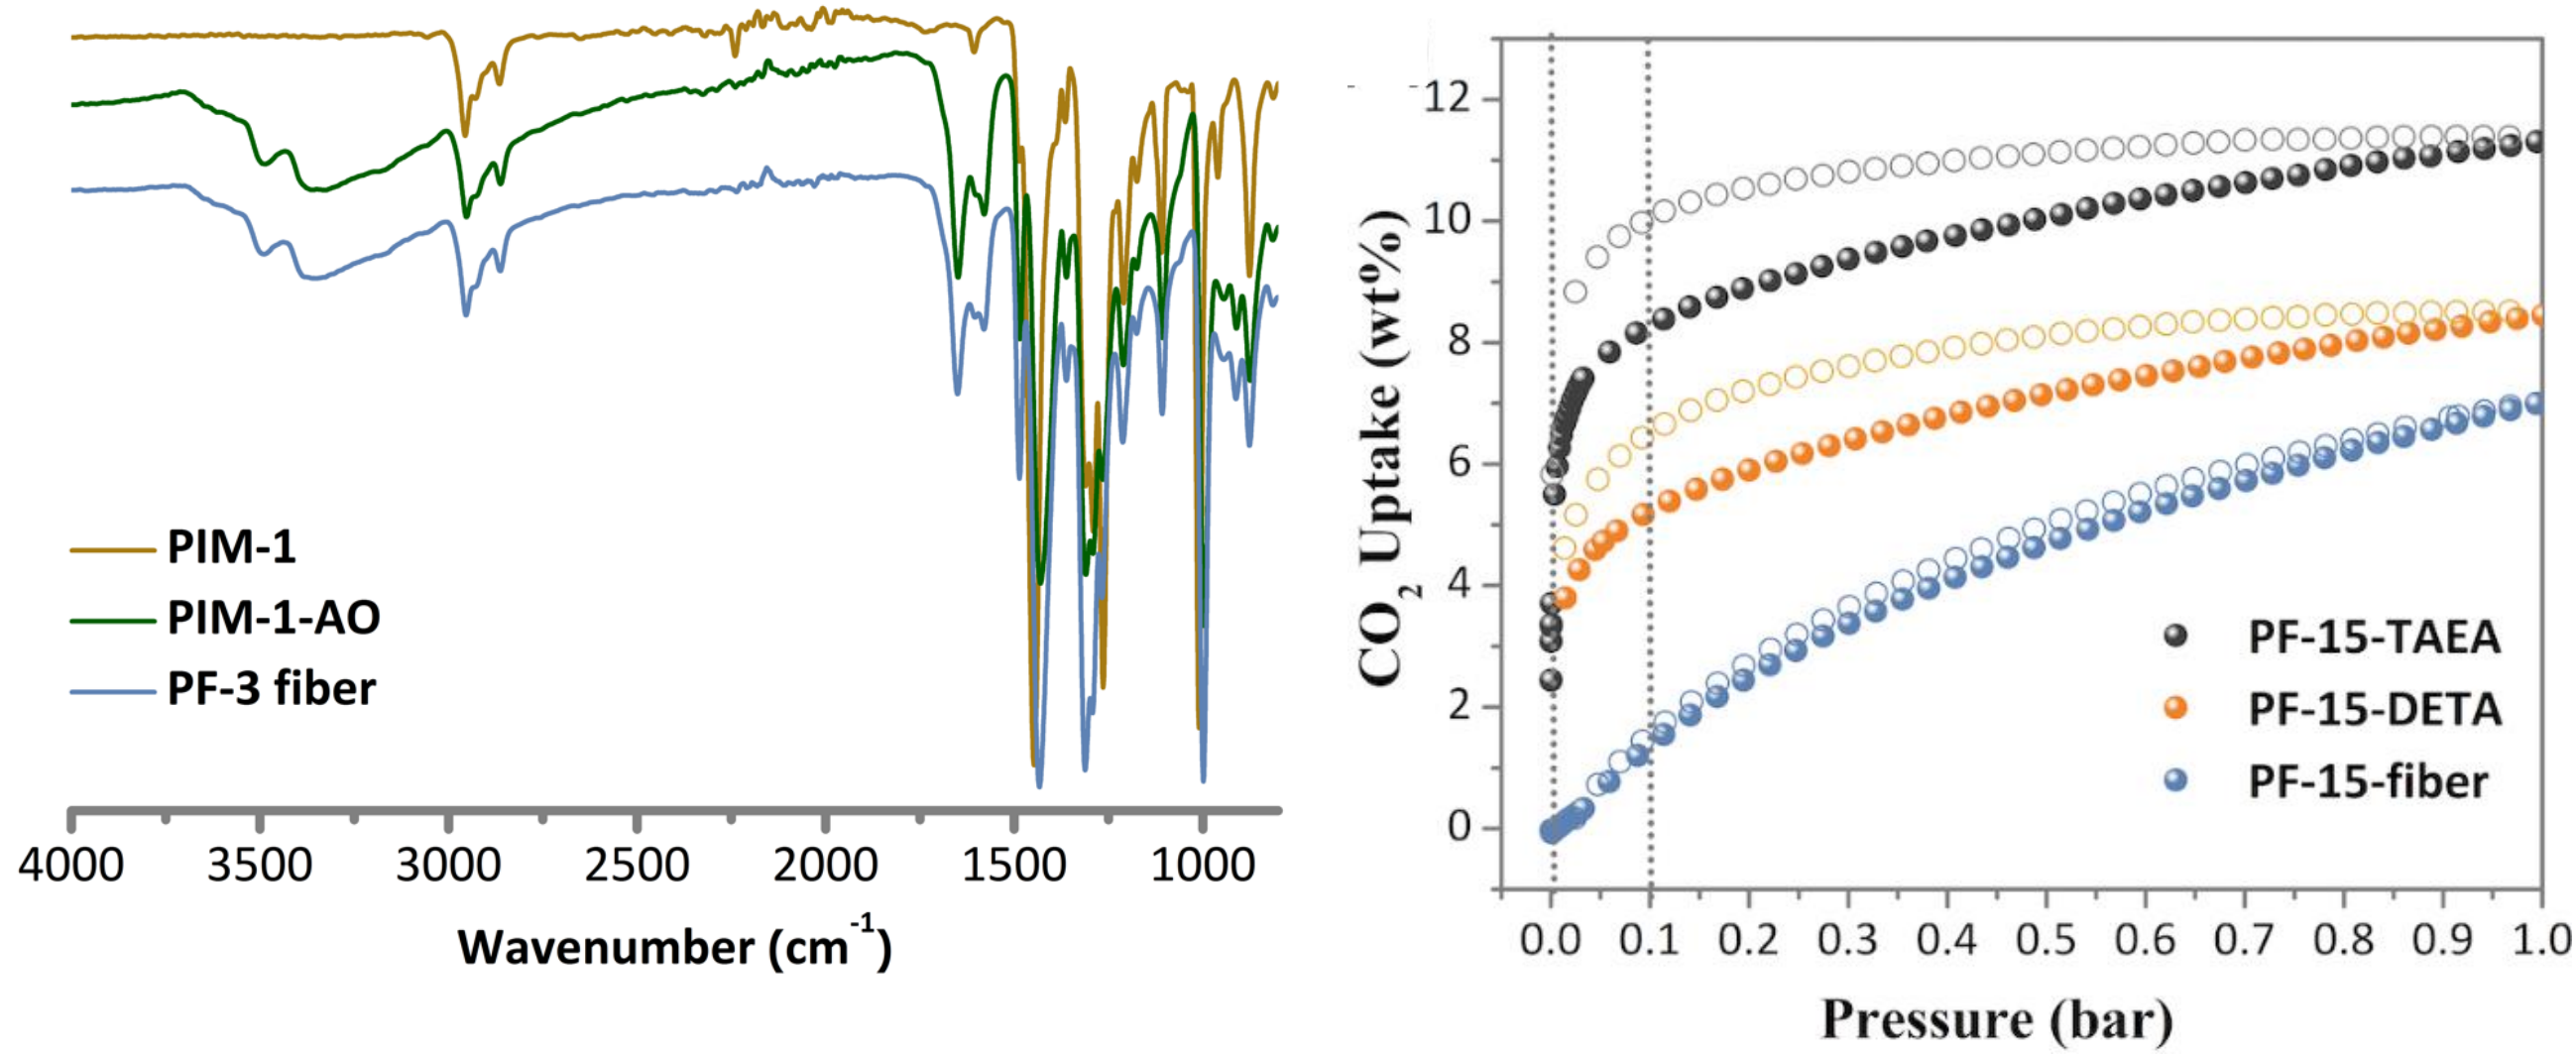 PIM-1
PIM-1-AO
PF-3 fiber
4000 3500 3000 2500 2000 1500 1000
Wavenumber (cm-1)
CO2 Uptake (wt%)
12
10
8
6
4
2
0
PF-15-TAEA
PF-15-DETA
PF-15-fiber
0.0 0.1 0.2 0.3 0.4 0.5 0.6 0.7 0.8 0.9 1.0
Pressure (bar)